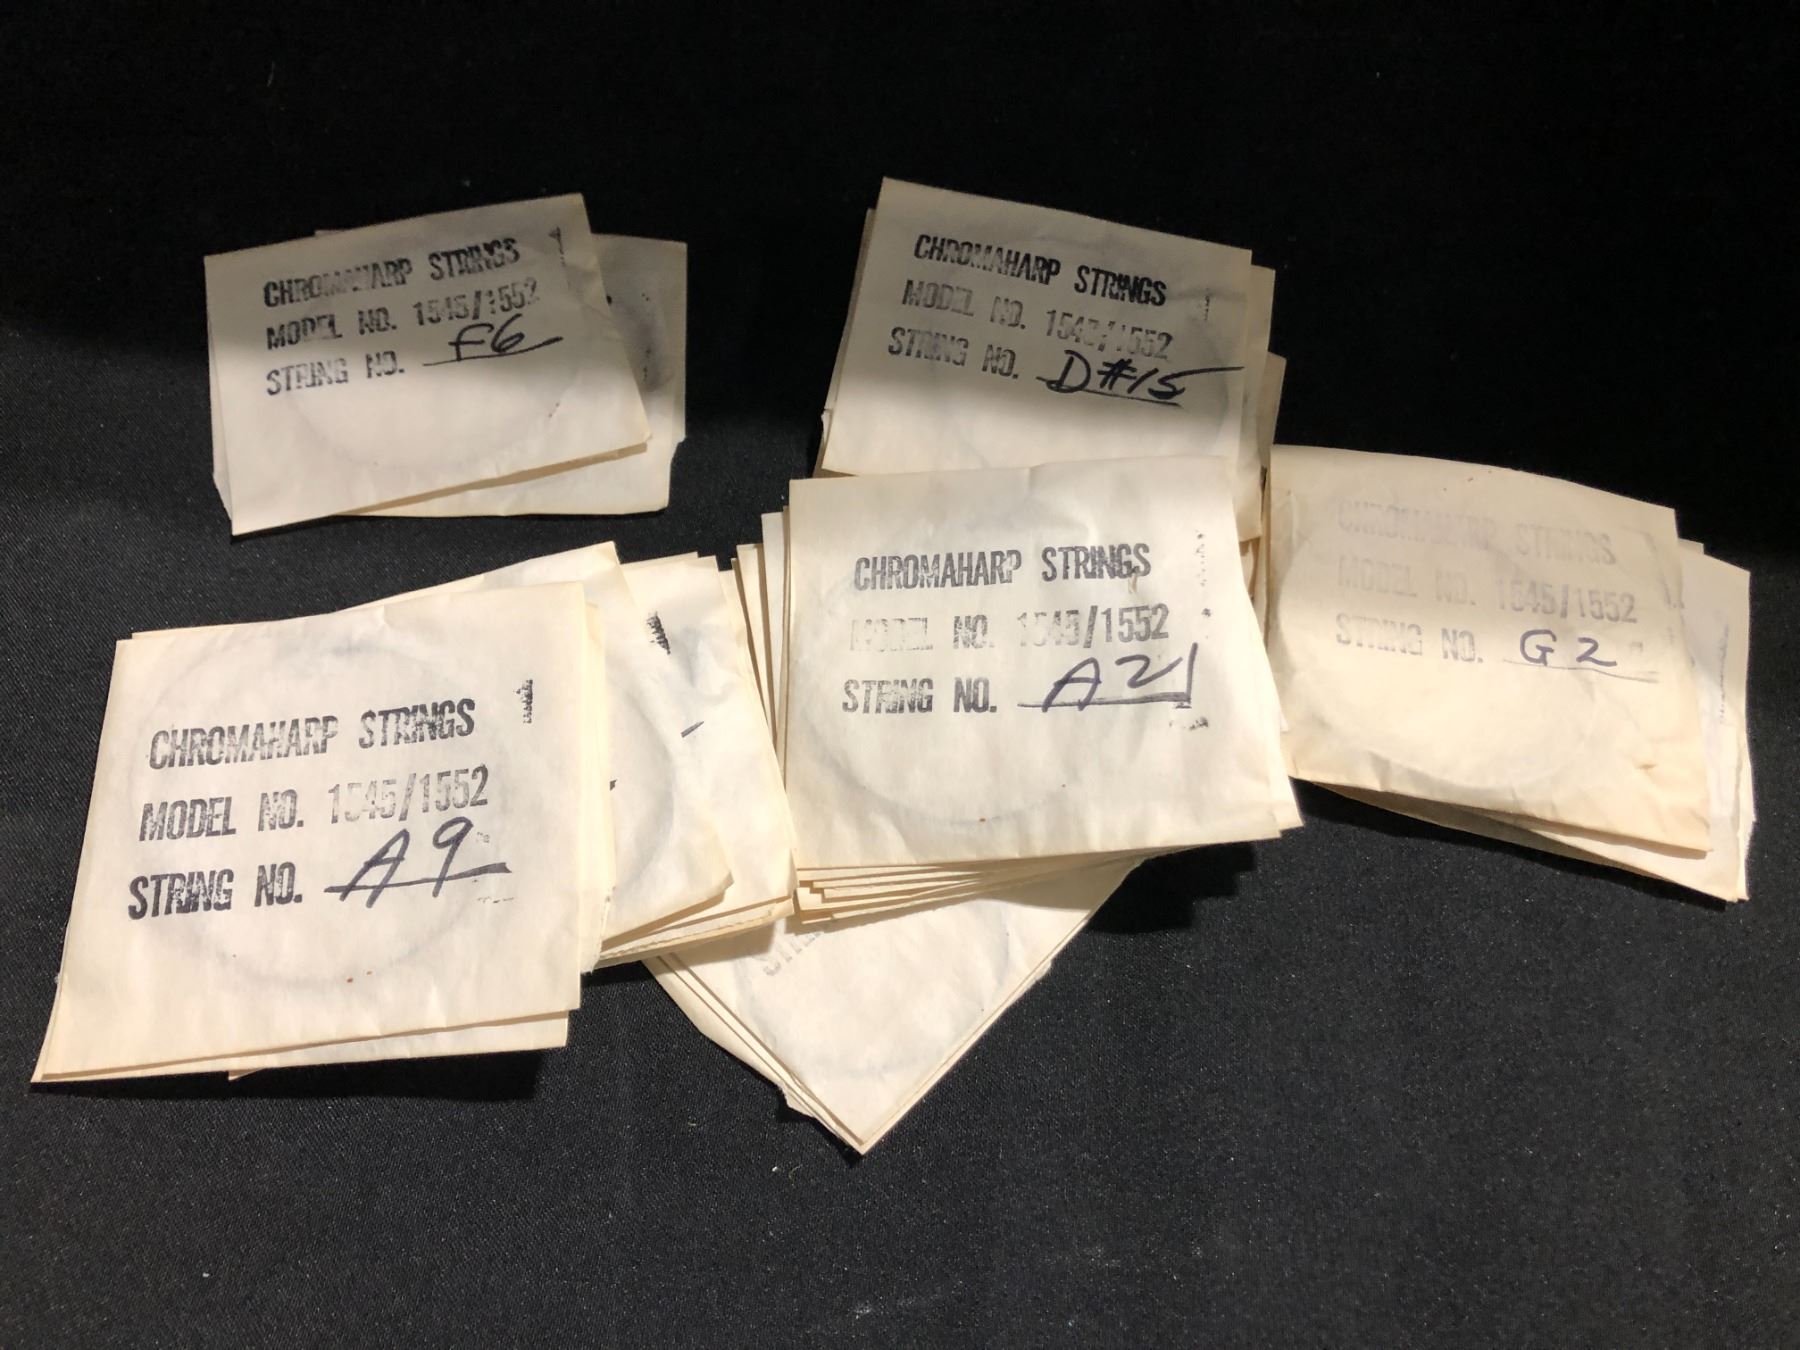 CHROMAHARP STRINGS
MODEL NO. 1545/1552
STRING NO. F6
CHROMAHARP STRINGS
MODEL NO. 1545/1552
STRING NO. D#15
CHROMAHARP STRINGS
MODEL NO. 1545/1552
STRING NO. A21
CHROMAHARP STRINGS
MODEL NO. 1545/1552
STRING NO. G2
CHROMAHARP STRINGS
MODEL NO. 1545/1552
STRING NO. A9